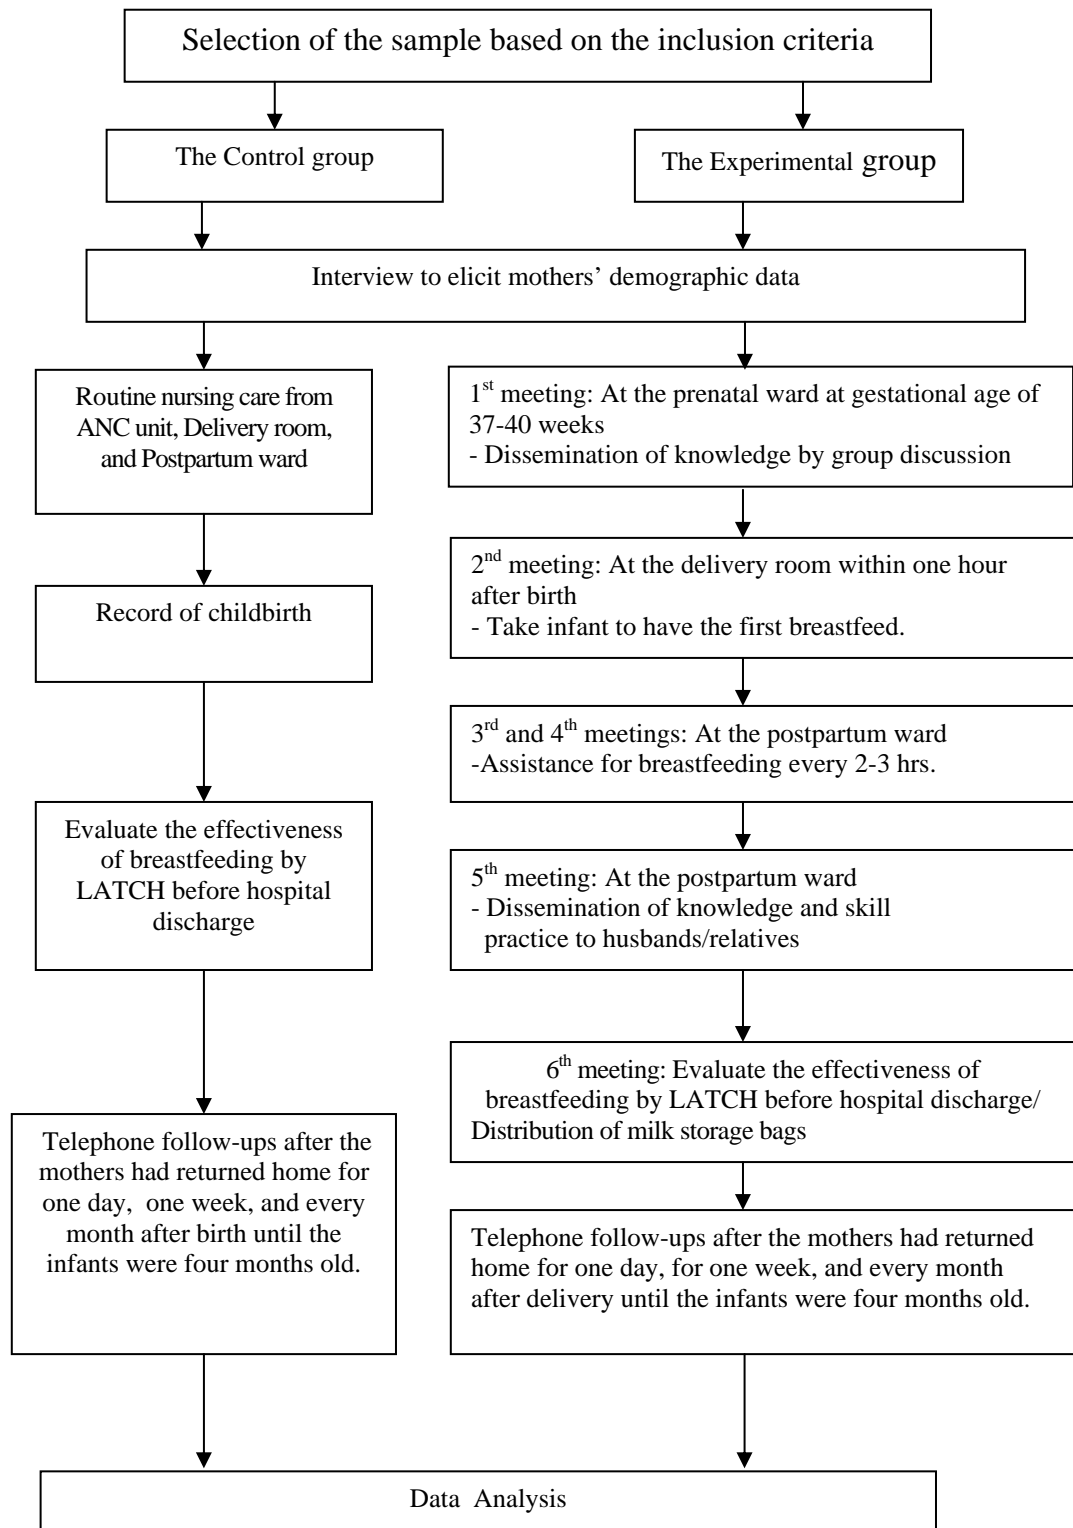 Selection of the sample based on the inclusion criteria
The Control group
The Experimental group
Interview to elicit mothers’ demographic data
Routine nursing care from
ANC unit, Delivery room,
and Postpartum ward
Record of childbirth
Evaluate the effectiveness
of breastfeeding by
LATCH before hospital
discharge
Telephone follow-ups after the
mothers had returned home for
one day, one week, and every
month after birth until the
infants were four months old.
1st meeting: At the prenatal ward at gestational age of
37-40 weeks
- Dissemination of knowledge by group discussion
2nd meeting: At the delivery room within one hour
after birth
- Take infant to have the first breastfeed.
3rd and 4th meetings: At the postpartum ward
-Assistance for breastfeeding every 2-3 hrs.
5th meeting: At the postpartum ward
- Dissemination of knowledge and skill
practice to husbands/relatives
6th meeting: Evaluate the effectiveness of
breastfeeding by LATCH before hospital discharge/
Distribution of milk storage bags
Telephone follow-ups after the mothers had returned
home for one day, for one week, and every month
after delivery until the infants were four months old.
Data Analysis